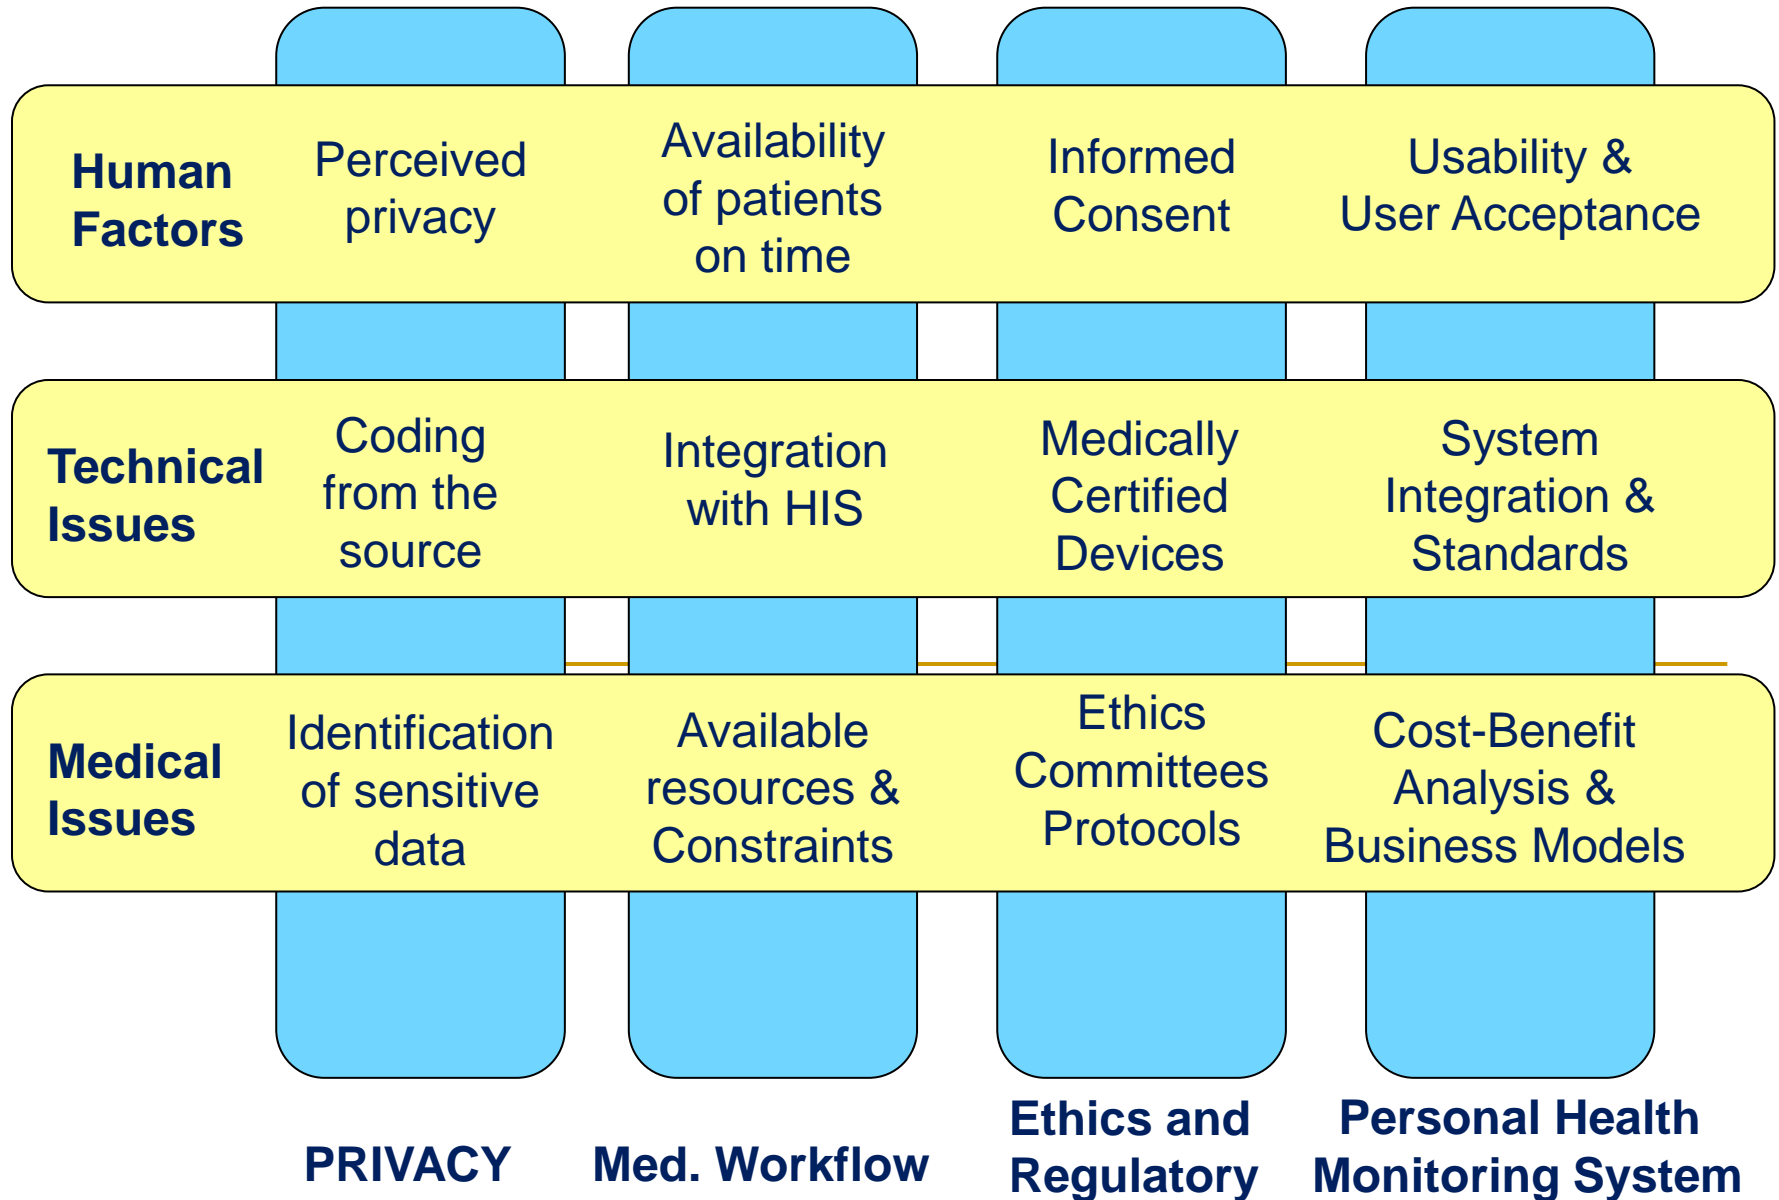 Human
Factors
Perceived
privacy
Availability
of patients
on time
Informed
Consent
Usability &
User Acceptance
Technical
Issues
Coding
from the
source
Integration
with HIS
Medically
Certified
Devices
System
Integration &
Standards
Medical
Issues
Identification
of sensitive
data
Available
resources &
Constraints
Ethics
Committees
Protocols
Cost-Benefit
Analysis &
Business Models
PRIVACY
Med. Workflow
Ethics and
Regulatory
Personal Health
Monitoring System